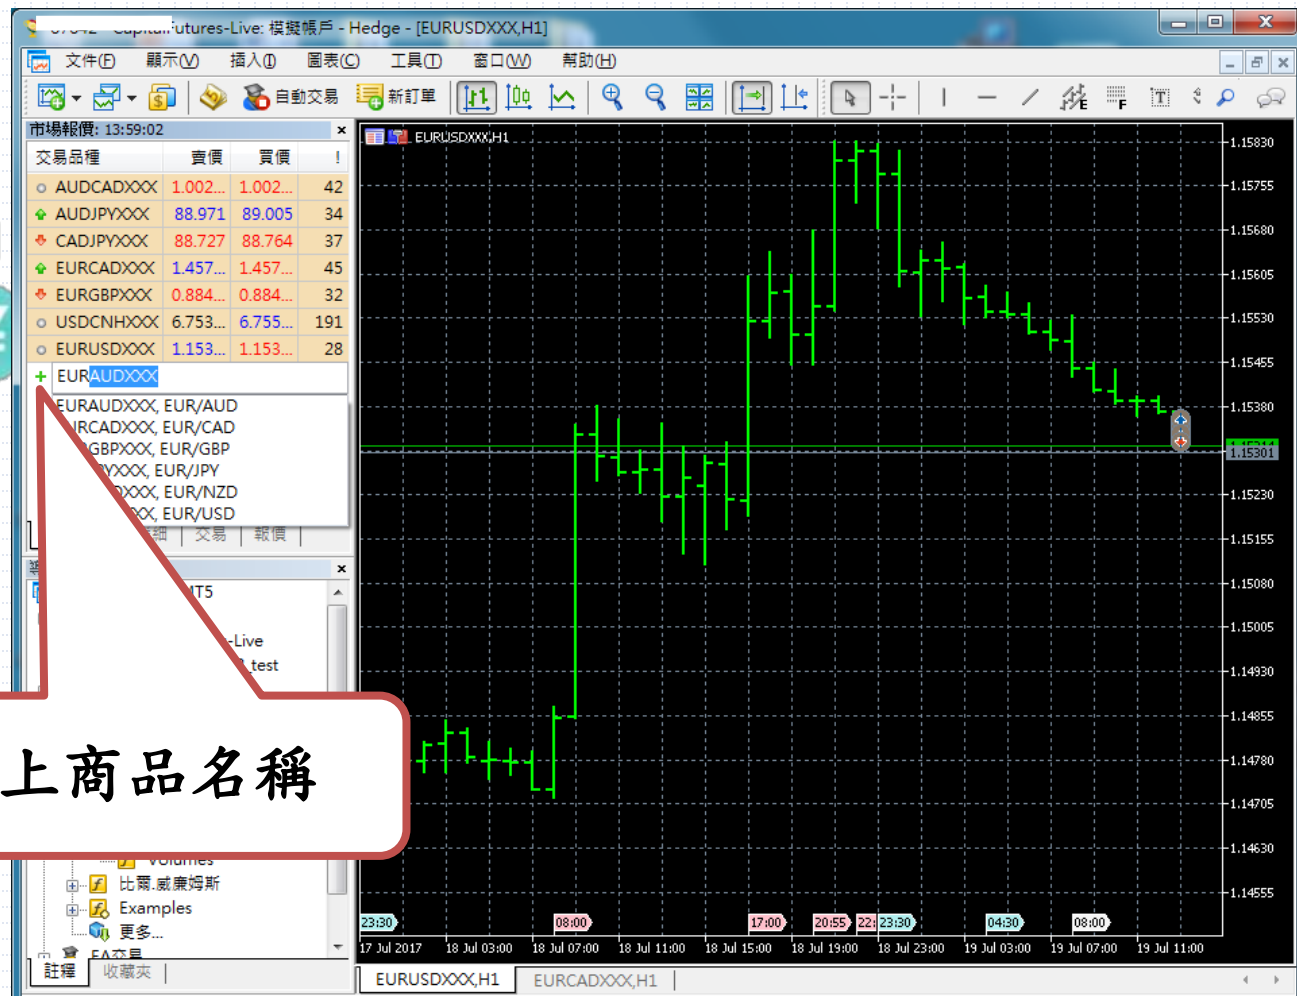 Futures-Live: 模擬帳戶 - Hedge - [EURUSDXXX,H1]
文件(F) 顯示(V) 插入(I) 圖表(C) 工具(T) 窗口(W) 幫助(H)
自動交易 新訂單
市場報價: 13:59:02
交易品種 賣價 買價 !
AUDCADXXX 1.002... 1.002... 42
AUDJPYXXX 88.971 89.005 34
CADJPYXXX 88.727 88.764 37
EURCADXXX 1.457... 1.457... 45
EURGBPXXX 0.884... 0.884... 32
USDCNHXXX 6.753... 6.755... 191
EURUSDXXX 1.153... 1.153... 28
EURAUDXXX
EURAUDXXX, EUR/AUD
RCADXXX, EUR/CAD
GBPXXX, EUR/GBP
YXXX, EUR/JPY
DXXX, EUR/NZD
XX, EUR/USD
交易 報價
-Live
_test
上商品名稱
Volumes
比爾.威廉姆斯
Examples
更多...
EA交易
註釋 收藏夾
EURUSDXXX,H1
1.15830
1.15755
1.15680
1.15605
1.15530
1.15455
1.15380
1.15301
1.15230
1.15155
1.15080
1.15005
1.14930
1.14855
1.14780
1.14705
1.14630
1.14555
23:30 08:00 17:00 20:55 22: 23:30 04:30 08:00
17 Jul 2017 18 Jul 03:00 18 Jul 07:00 18 Jul 11:00 18 Jul 15:00 18 Jul 19:00 18 Jul 23:00 19 Jul 03:00 19 Jul 07:00 19 Jul 11:00
EURUSDXXX,H1 EURCADXXX,H1